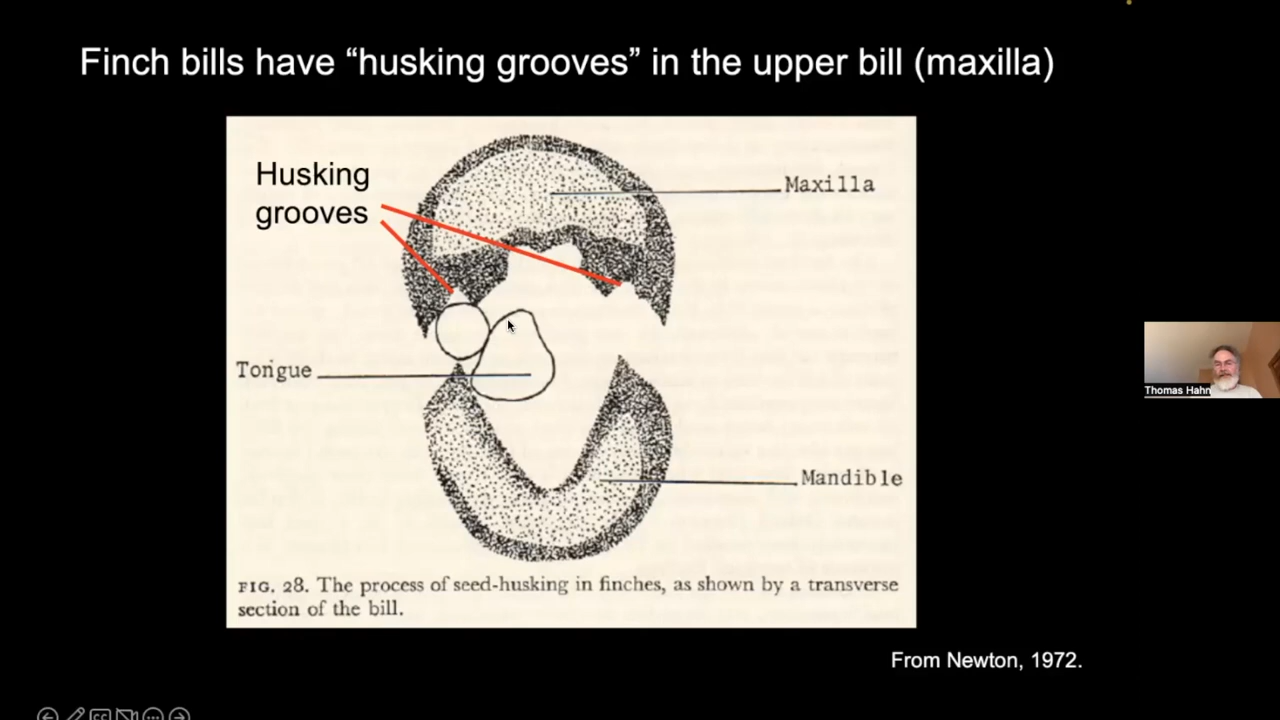 Finch bills have “husking grooves” in the upper bill (maxilla)
Husking
grooves
Maxilla
Tongue
Mandible
FIG. 28. The process of seed-husking in finches, as shown by a transverse
section of the bill.
From Newton, 1972.
Thomas Hahn
CC